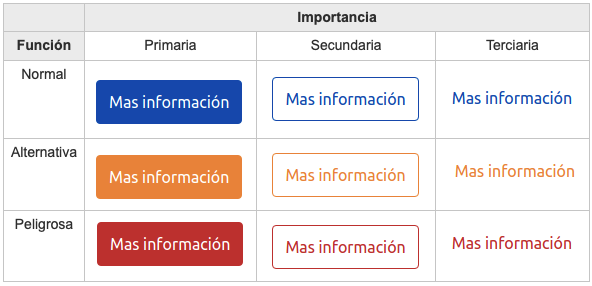 Importancia
Función Primaria Secundaria Terciaria
Normal Mas información Mas información Mas información
Alternativa Mas información Mas información Mas información
Peligrosa Mas información Mas información Mas información